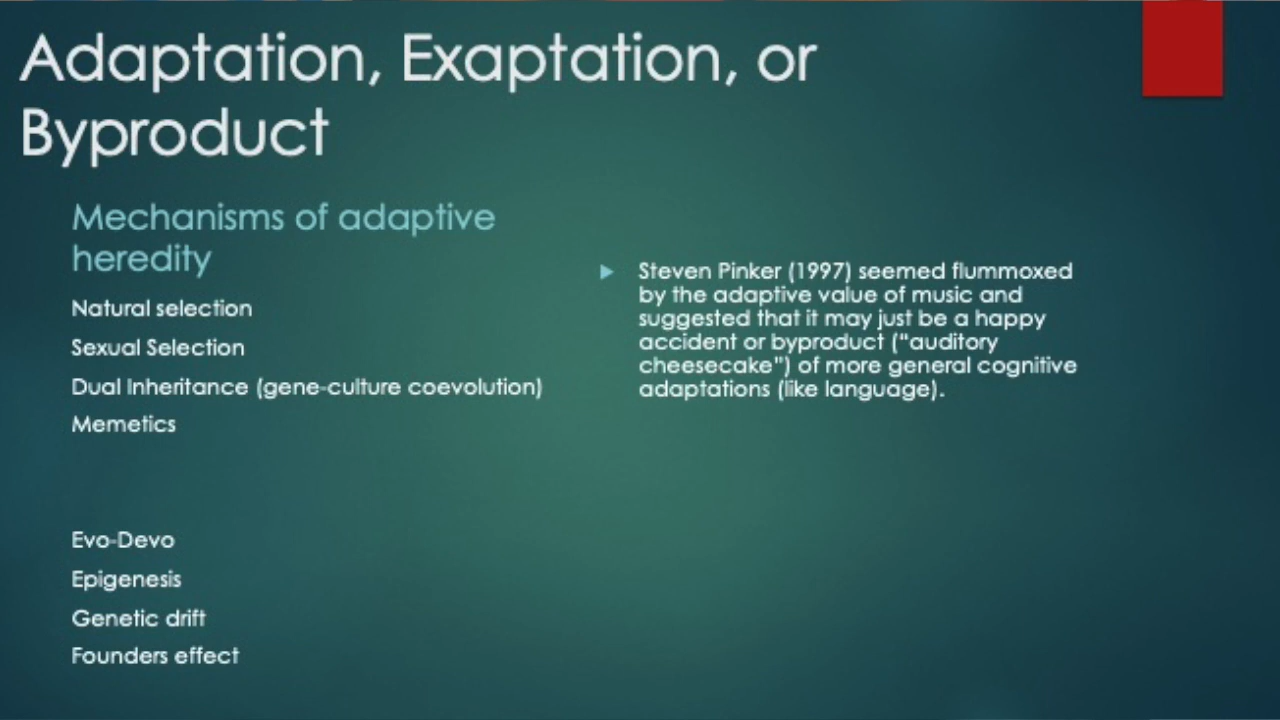 Adaptation, Exaptation, or
Byproduct
Mechanisms of adaptive
heredity
Natural selection
Sexual Selection
Dual Inheritance (gene-culture coevolution)
Memetics
Evo-Devo
Epigenesis
Genetic drift
Founders effect
Steven Pinker (1997) seemed flummoxed
by the adaptive value of music and
suggested that it may just be a happy
accident or byproduct (“auditory
cheesecake”) of more general cognitive
adaptations (like language).